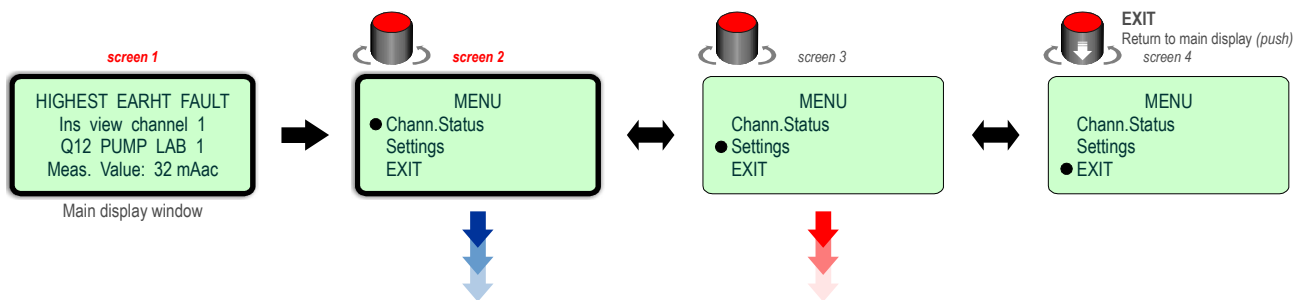 screen 1
HIGHEST EARHT FAULT
Ins view channel 1
Q12 PUMP LAB 1
Meas. Value: 32 mAac
Main display window
screen 2
MENU
Chann.Status
Settings
EXIT
screen 3
MENU
Chann.Status
Settings
EXIT
EXIT
Return to main display (push)
screen 4
MENU
Chann.Status
Settings
EXIT